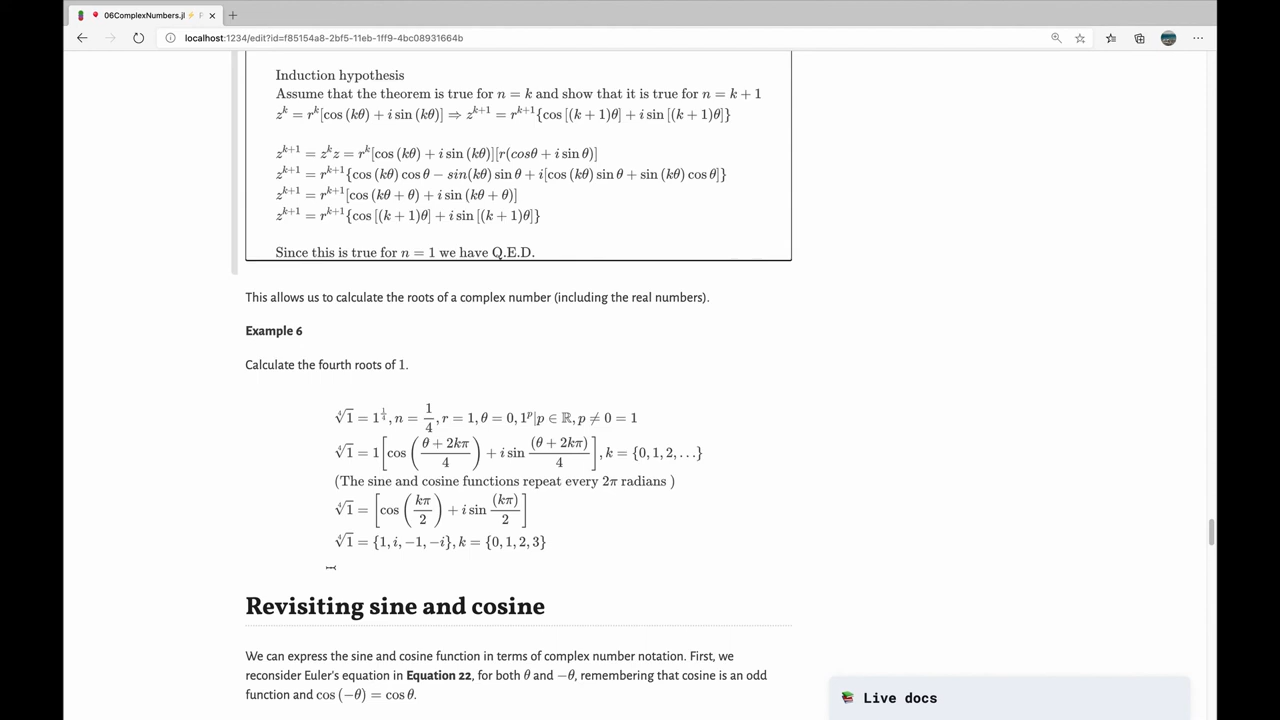 06ComplexNumbers.jl ⚡ F
localhost:1234/edit?id=f85154a8-2bf5-11eb-1ff9-4bc08931664b
Induction hypothesis
Assume that the theorem is true for n = k and show that it is true for n = k + 1
z^k = r^k[cos (kθ) + i sin (kθ)] ⇒ z^{k+1} = r^{k+1}{cos [(k + 1)θ] + i sin [(k + 1)θ]}
z^{k+1} = z^k z = r^k[cos (kθ) + i sin (kθ)][r(cosθ + i sin θ)]
z^{k+1} = r^{k+1}{cos (kθ) cos θ − sin(kθ) sin θ + i[cos (kθ) sin θ + sin (kθ) cos θ]}
z^{k+1} = r^{k+1}[cos (kθ + θ) + i sin (kθ + θ)]
z^{k+1} = r^{k+1}{cos [(k + 1)θ] + i sin [(k + 1)θ]}
Since this is true for n = 1 we have Q.E.D.
This allows us to calculate the roots of a complex number (including the real numbers).
Example 6
Calculate the fourth roots of 1.
∜1 = 1^{1/4}, n = 1/4, r = 1, θ = 0, 1^p|p ∈ ℝ, p ≠ 0 = 1
∜1 = 1[cos ((θ + 2kπ)/4) + i sin (θ + 2kπ)/4], k = {0, 1, 2, …}
(The sine and cosine functions repeat every 2π radians )
∜1 = [cos (kπ/2) + i sin (kπ)/2]
∜1 = {1, i, −1, −i}, k = {0, 1, 2, 3}
Revisiting sine and cosine
We can express the sine and cosine function in terms of complex number notation. First, we
reconsider Euler's equation in Equation 22, for both θ and −θ, remembering that cosine is an odd
function and cos (−θ) = cos θ.
Live docs